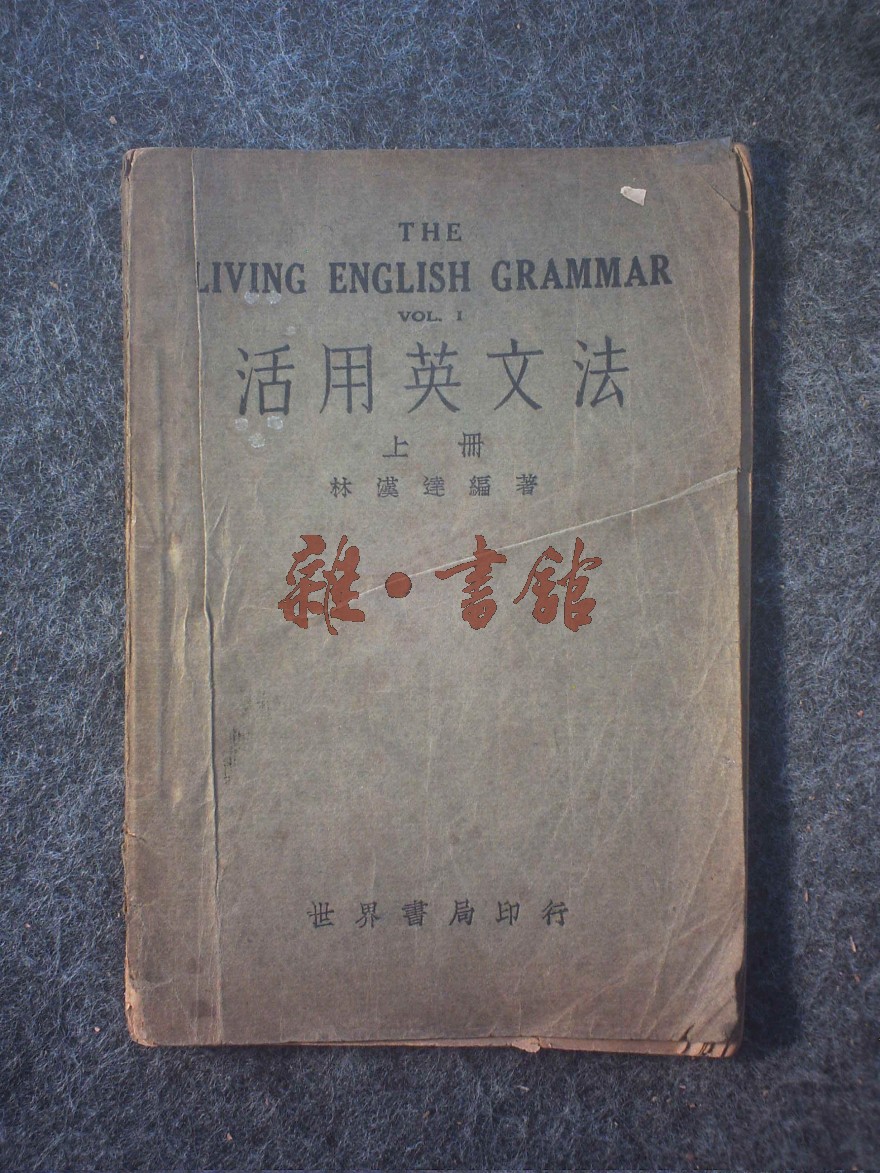 THE
LIVING ENGLISH GRAMMAR
VOL. I
活用英文法
上冊
林漢達編著
雜·書館
世界書局印行